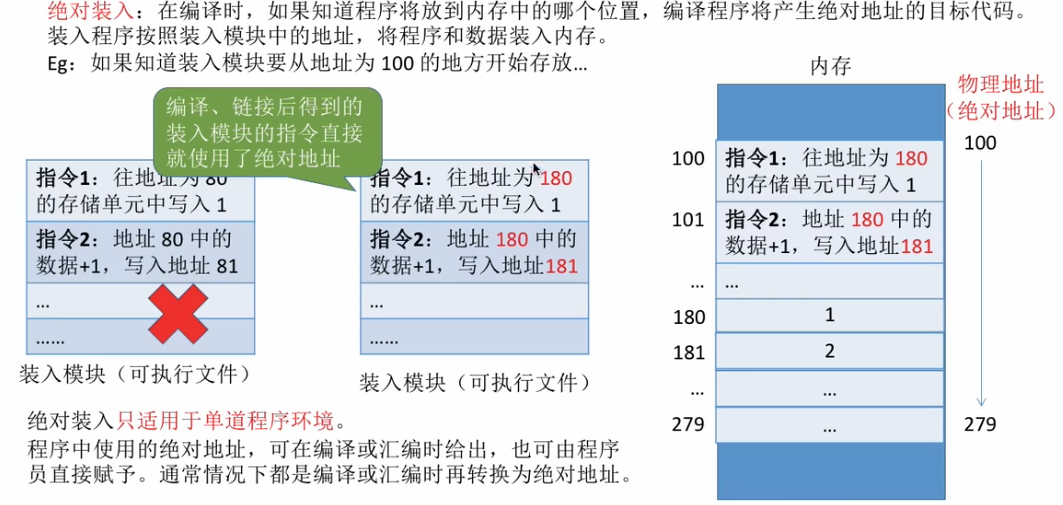 绝对装入：在编译时，如果知道程序将放到内存中的哪个位置，编译程序将产生绝对地址的目标代码。
装入程序按照装入模块中的地址，将程序和数据装入内存。
Eg：如果知道装入模块要从地址为 100 的地方开始存放...
编译、链接后得到的
装入模块的指令直接
就使用了绝对地址
指令1：往地址为 80
的存储单元中写入 1
指令2：地址 80 中的
数据+1，写入地址 81
...
......
装入模块（可执行文件）
指令1：往地址为 180
的存储单元中写入 1
指令2：地址 180 中的
数据+1，写入地址181
...
......
装入模块（可执行文件）
内存
物理地址
（绝对地址）
100
100
指令1：往地址为 180
的存储单元中写入 1
101
指令2：地址 180 中的
数据+1，写入地址181
...
...
180
1
181
2
...
...
279
...
279
绝对装入只适用于单道程序环境。
程序中使用的绝对地址，可在编译或汇编时给出，也可由程序
员直接赋予。通常情况下都是编译或汇编时再转换为绝对地址。